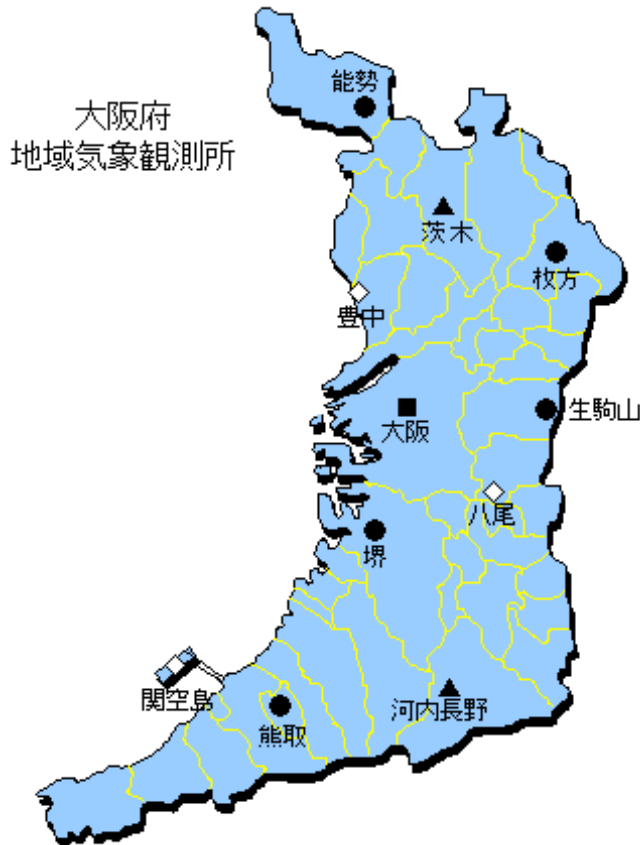 大阪府
地域気象観測所
能勢
茨木
枚方
豊中
大阪
生駒山
八尾
堺
関空島
熊取
河内長野